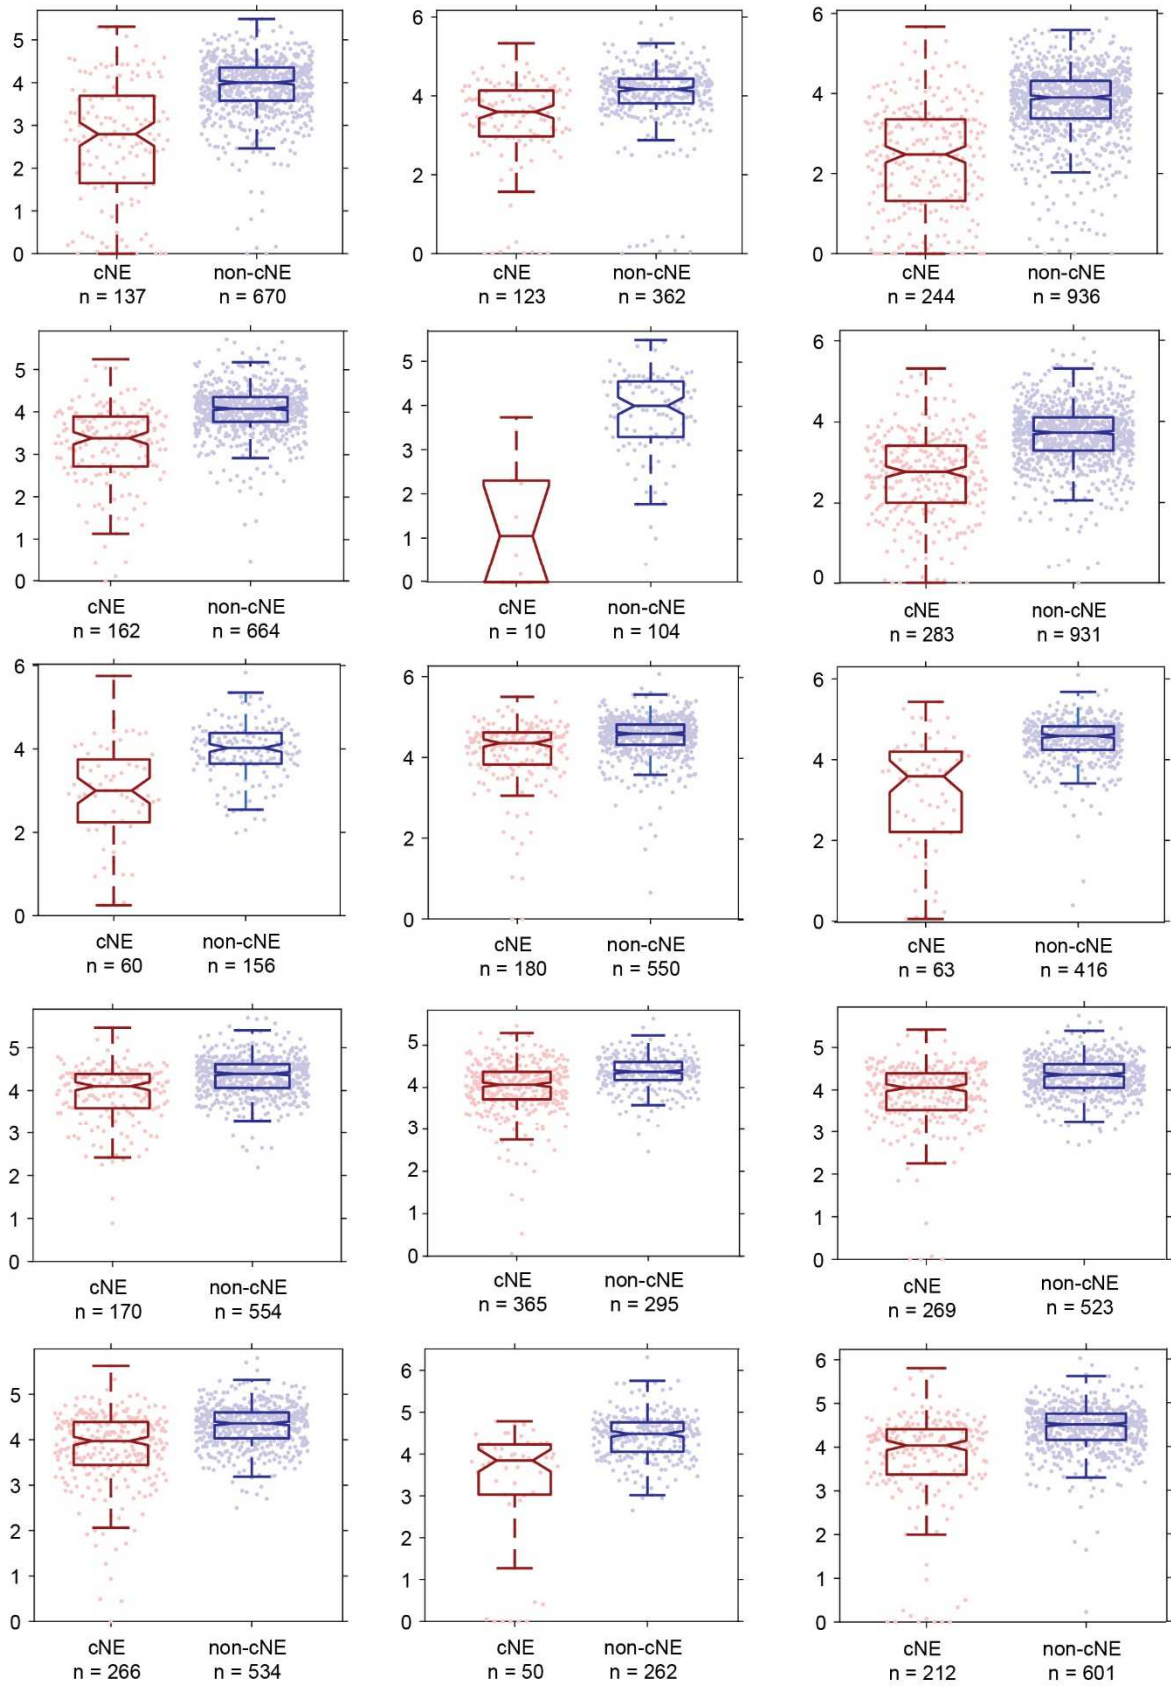 5
4
3
2
1
0
cNE non-cNE
n = 137 n = 670
6
4
2
0
cNE non-cNE
n = 123 n = 362
6
4
2
0
cNE non-cNE
n = 244 n = 936
5
4
3
2
1
0
cNE non-cNE
n = 162 n = 664
5
4
3
2
1
0
cNE non-cNE
n = 10 n = 104
6
4
2
0
cNE non-cNE
n = 283 n = 931
6
4
2
0
cNE non-cNE
n = 60 n = 156
6
4
2
0
cNE non-cNE
n = 180 n = 550
6
4
2
0
cNE non-cNE
n = 63 n = 416
5
4
3
2
1
0
cNE non-cNE
n = 170 n = 554
5
4
3
2
1
0
cNE non-cNE
n = 365 n = 295
5
4
3
2
1
0
cNE non-cNE
n = 269 n = 523
5
4
3
2
1
0
cNE non-cNE
n = 266 n = 534
6
5
4
3
2
1
0
cNE non-cNE
n = 50 n = 262
6
5
4
3
2
1
0
cNE non-cNE
n = 212 n = 601